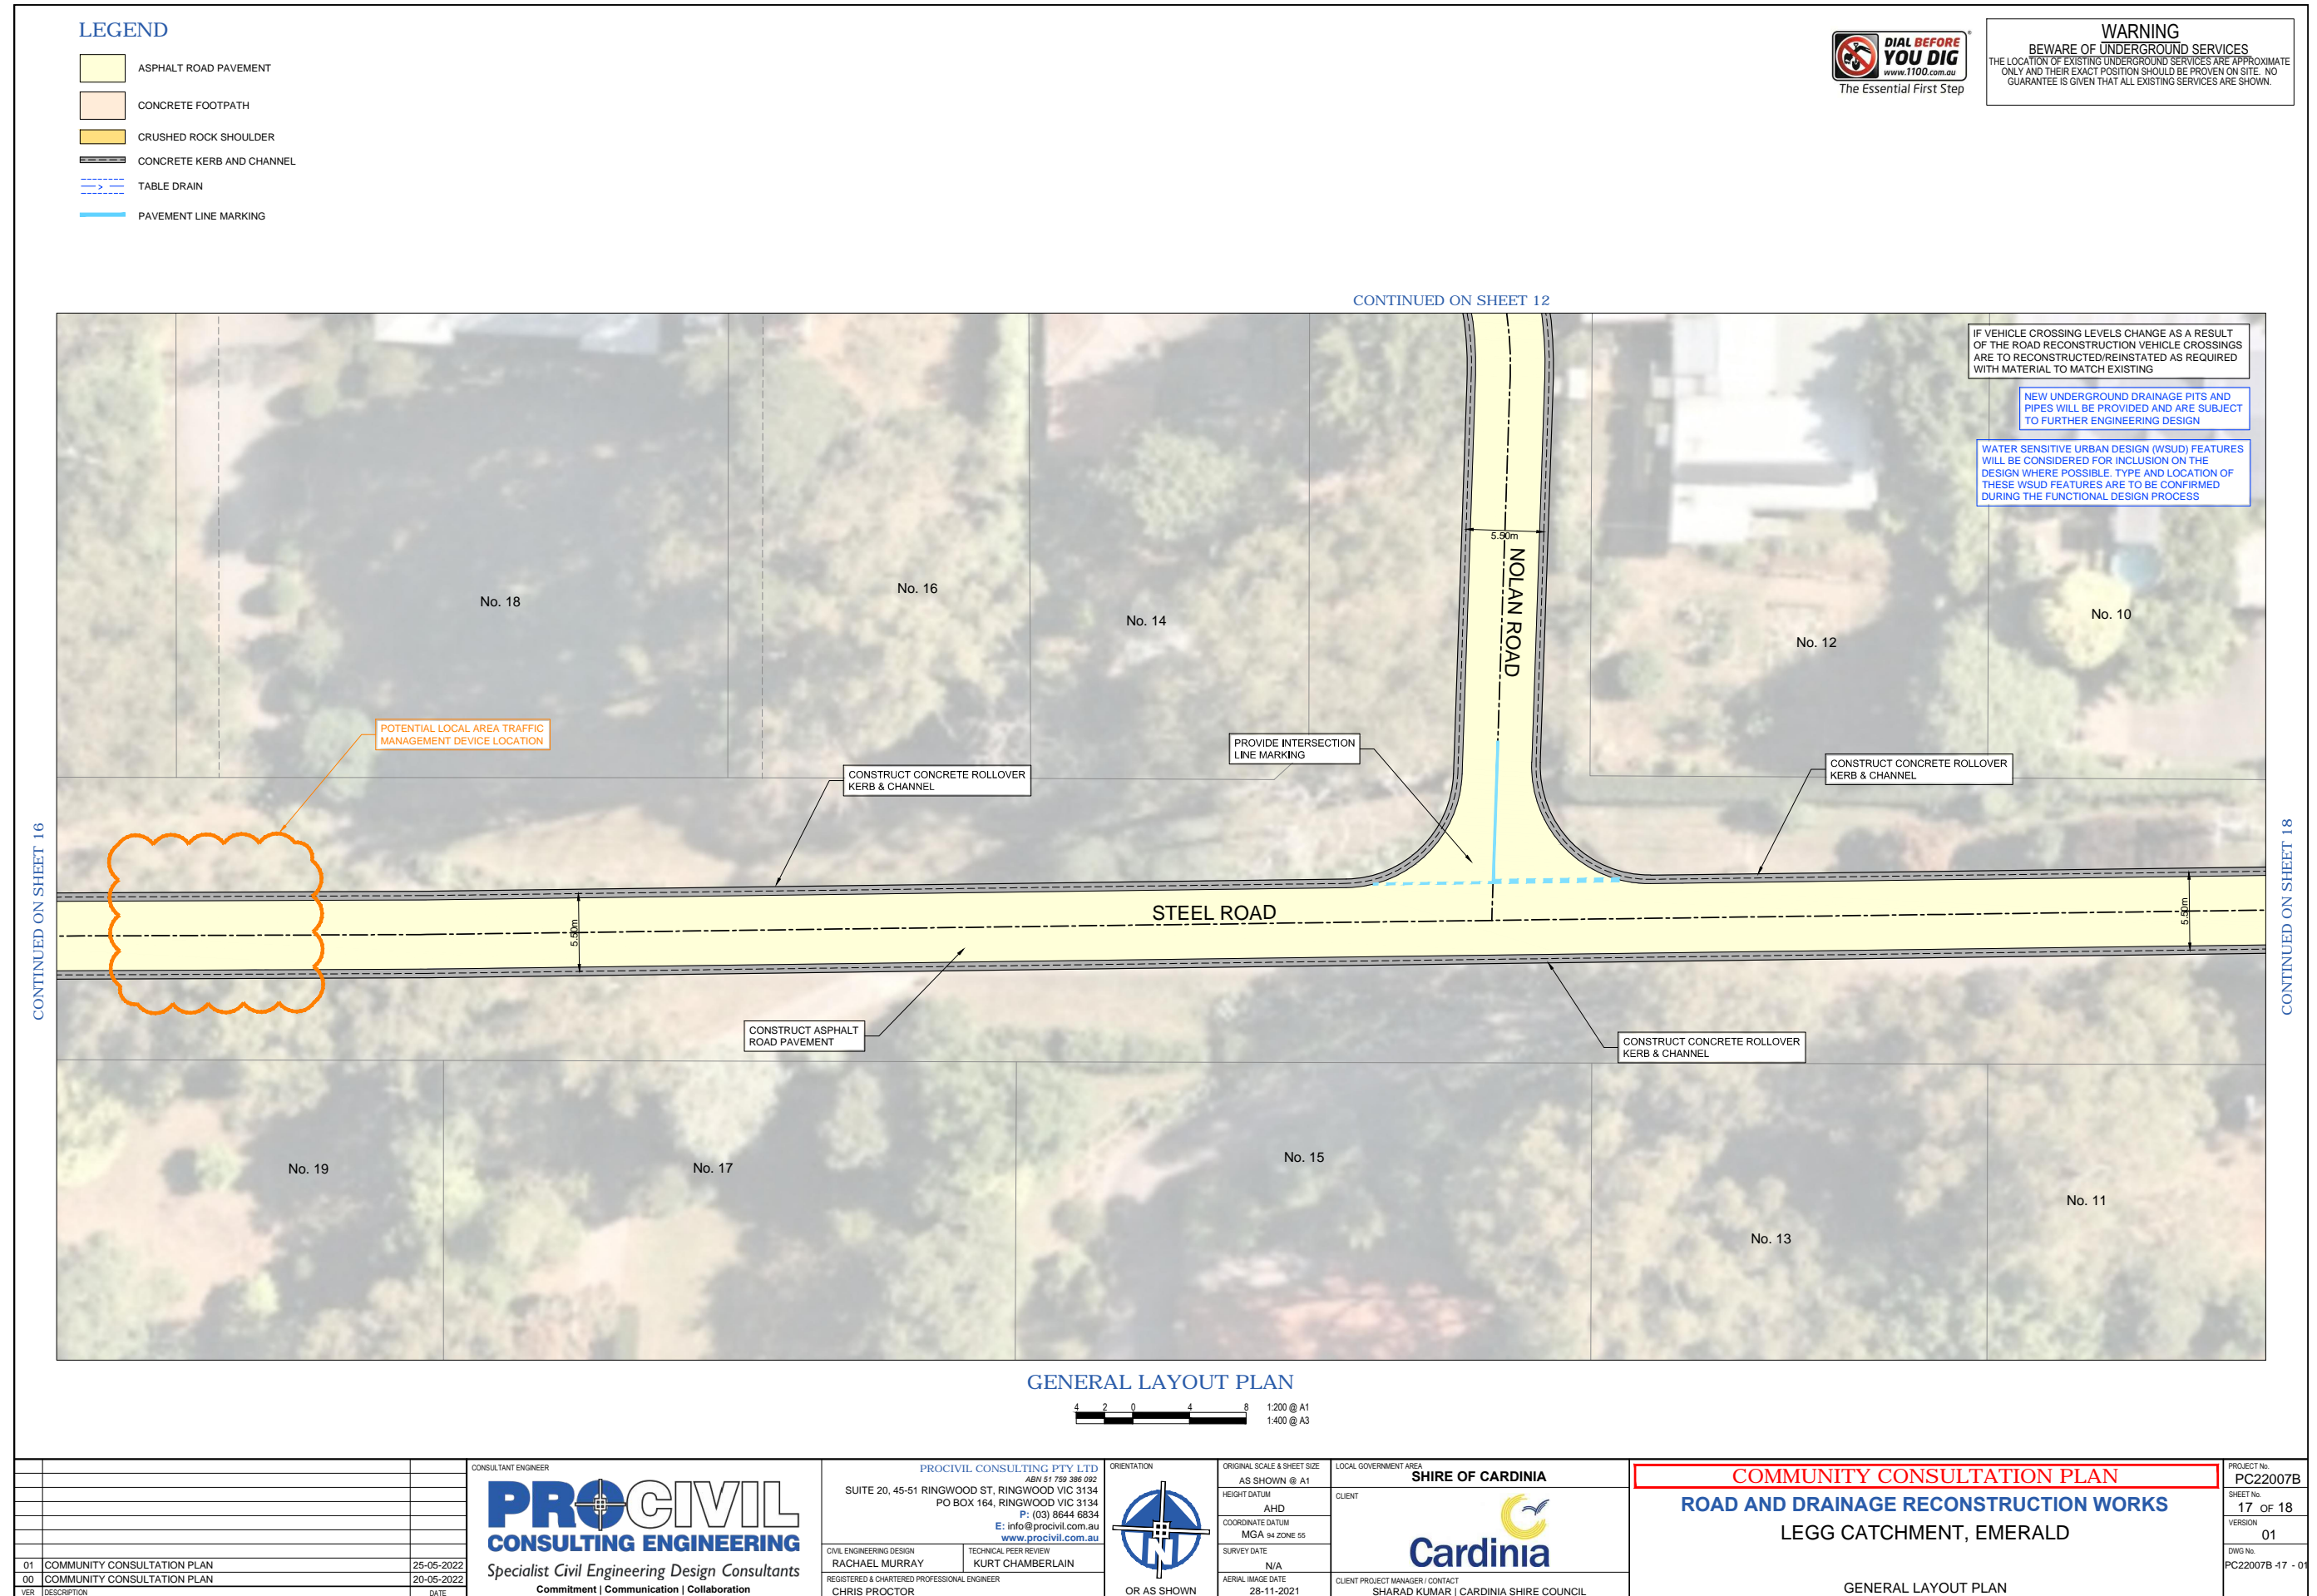 LEGEND
ASPHALT ROAD PAVEMENT
CONCRETE FOOTPATH
CRUSHED ROCK SHOULDER
CONCRETE KERB AND CHANNEL
TABLE DRAIN
PAVEMENT LINE MARKING
DIAL BEFORE
YOU DIG
www.1100.com.au
The Essential First Step
WARNING
BEWARE OF UNDERGROUND SERVICES
THE LOCATION OF EXISTING UNDERGROUND SERVICES ARE APPROXIMATE
ONLY AND THEIR EXACT POSITION SHOULD BE PROVEN ON SITE. NO
GUARANTEE IS GIVEN THAT ALL EXISTING SERVICES ARE SHOWN.
CONTINUED ON SHEET 12
IF VEHICLE CROSSING LEVELS CHANGE AS A RESULT
OF THE ROAD RECONSTRUCTION VEHICLE CROSSINGS
ARE TO RECONSTRUCTED/REINSTATED AS REQUIRED
WITH MATERIAL TO MATCH EXISTING
NEW UNDERGROUND DRAINAGE PITS AND
PIPES WILL BE PROVIDED AND ARE SUBJECT
TO FURTHER ENGINEERING DESIGN
WATER SENSITIVE URBAN DESIGN (WSUD) FEATURES
WILL BE CONSIDERED FOR INCLUSION ON THE
DESIGN WHERE POSSIBLE. TYPE AND LOCATION OF
THESE WSUD FEATURES ARE TO BE CONFIRMED
DURING THE FUNCTIONAL DESIGN PROCESS
5.50m
NOLAN ROAD
No. 18
No. 16
No. 14
No. 12
No. 10
POTENTIAL LOCAL AREA TRAFFIC
MANAGEMENT DEVICE LOCATION
CONSTRUCT CONCRETE ROLLOVER
KERB & CHANNEL
PROVIDE INTERSECTION
LINE MARKING
CONSTRUCT CONCRETE ROLLOVER
KERB & CHANNEL
CONTINUED ON SHEET 16
CONTINUED ON SHEET 18
STEEL ROAD
5.50m
5.50m
CONSTRUCT ASPHALT
ROAD PAVEMENT
CONSTRUCT CONCRETE ROLLOVER
KERB & CHANNEL
No. 19
No. 17
No. 15
No. 13
No. 11
GENERAL LAYOUT PLAN
4 2 0 4 8
1:200 @ A1
1:400 @ A3
01 COMMUNITY CONSULTATION PLAN 25-05-2022
00 COMMUNITY CONSULTATION PLAN 20-05-2022
VER DESCRIPTION DATE
CONSULTANT ENGINEER
PROCIVIL
CONSULTING ENGINEERING
Specialist Civil Engineering Design Consultants
Commitment | Communication | Collaboration
PROCIVIL CONSULTING PTY LTD
ABN 51 759 386 092
SUITE 20, 45-51 RINGWOOD ST, RINGWOOD VIC 3134
PO BOX 164, RINGWOOD VIC 3134
P: (03) 8644 6834
E: info@procivil.com.au
www.procivil.com.au
CIVIL ENGINEERING DESIGN
RACHAEL MURRAY
TECHNICAL PEER REVIEW
KURT CHAMBERLAIN
REGISTERED & CHARTERED PROFESSIONAL ENGINEER
CHRIS PROCTOR
ORIENTATION
N
OR AS SHOWN
ORIGINAL SCALE & SHEET SIZE
AS SHOWN @ A1
HEIGHT DATUM
AHD
COORDINATE DATUM
MGA 94 ZONE 55
SURVEY DATE
N/A
AERIAL IMAGE DATE
28-11-2021
LOCAL GOVERNMENT AREA
SHIRE OF CARDINIA
CLIENT
Cardinia
CLIENT PROJECT MANAGER / CONTACT
SHARAD KUMAR | CARDINIA SHIRE COUNCIL
COMMUNITY CONSULTATION PLAN
ROAD AND DRAINAGE RECONSTRUCTION WORKS
LEGG CATCHMENT, EMERALD
GENERAL LAYOUT PLAN
PROJECT No.
PC22007B
SHEET No.
17 OF 18
VERSION
01
DWG No.
PC22007B -17 - 01